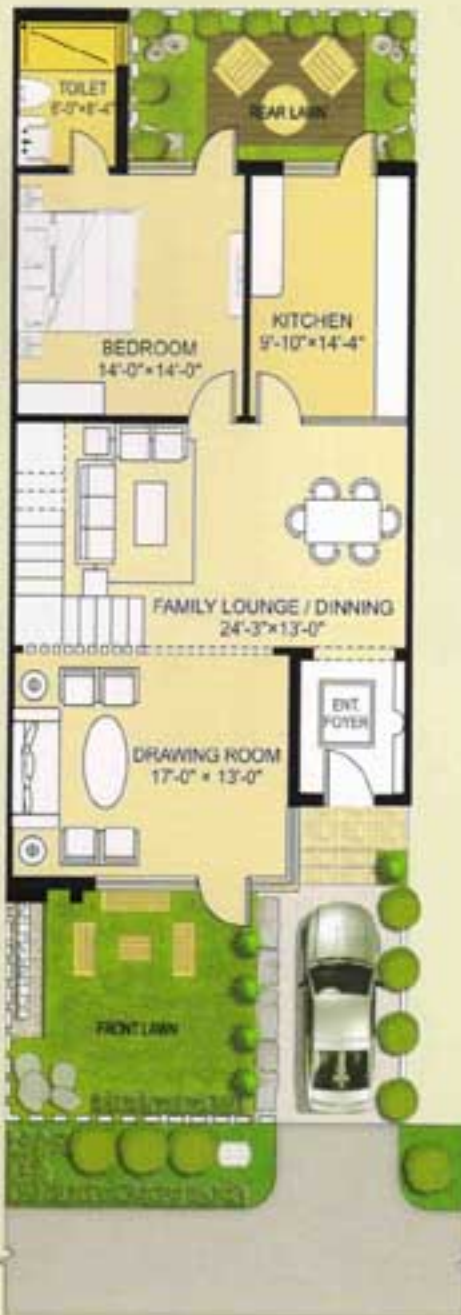 TOILET
REAR LAWN
KITCHEN
9'-10"×14'-4"
BEDROOM
14'-0"×14'-0"
FAMILY LOUNGE / DINNING
24'-3"×13'-0"
ENT.
FOYER
DRAWING ROOM
17'-0" × 13'-0"
FRONT LAWN